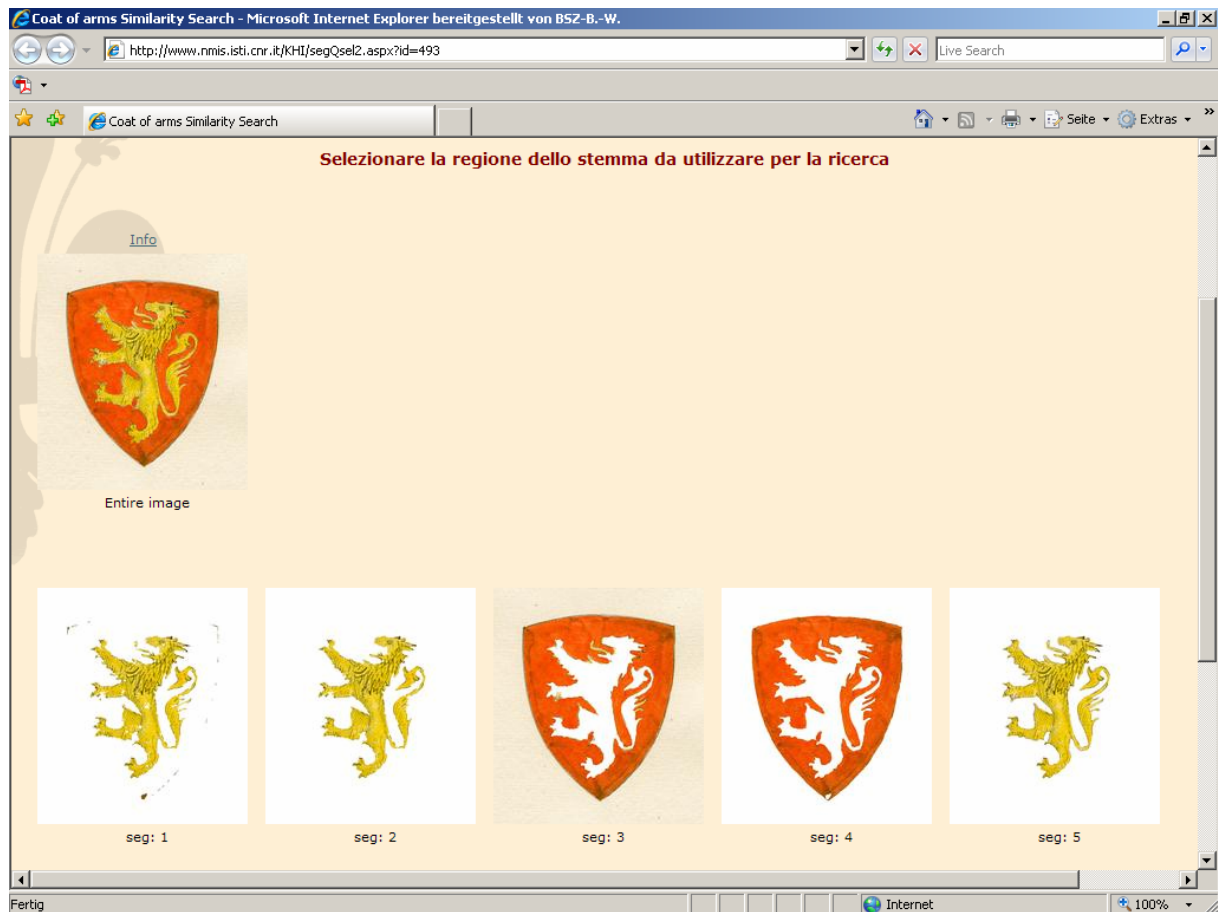 Coat of arms Similarity Search - Microsoft Internet Explorer bereitgestellt von BSZ-B.-W.
http://www.nmis.isti.cnr.it/KHI/segQsel2.aspx?id=493
Live Search
Coat of arms Similarity Search
Seite
Extras
Selezionare la regione dello stemma da utilizzare per la ricerca
Info
Entire image
seg: 1
seg: 2
seg: 3
seg: 4
seg: 5
Fertig
Internet
100%